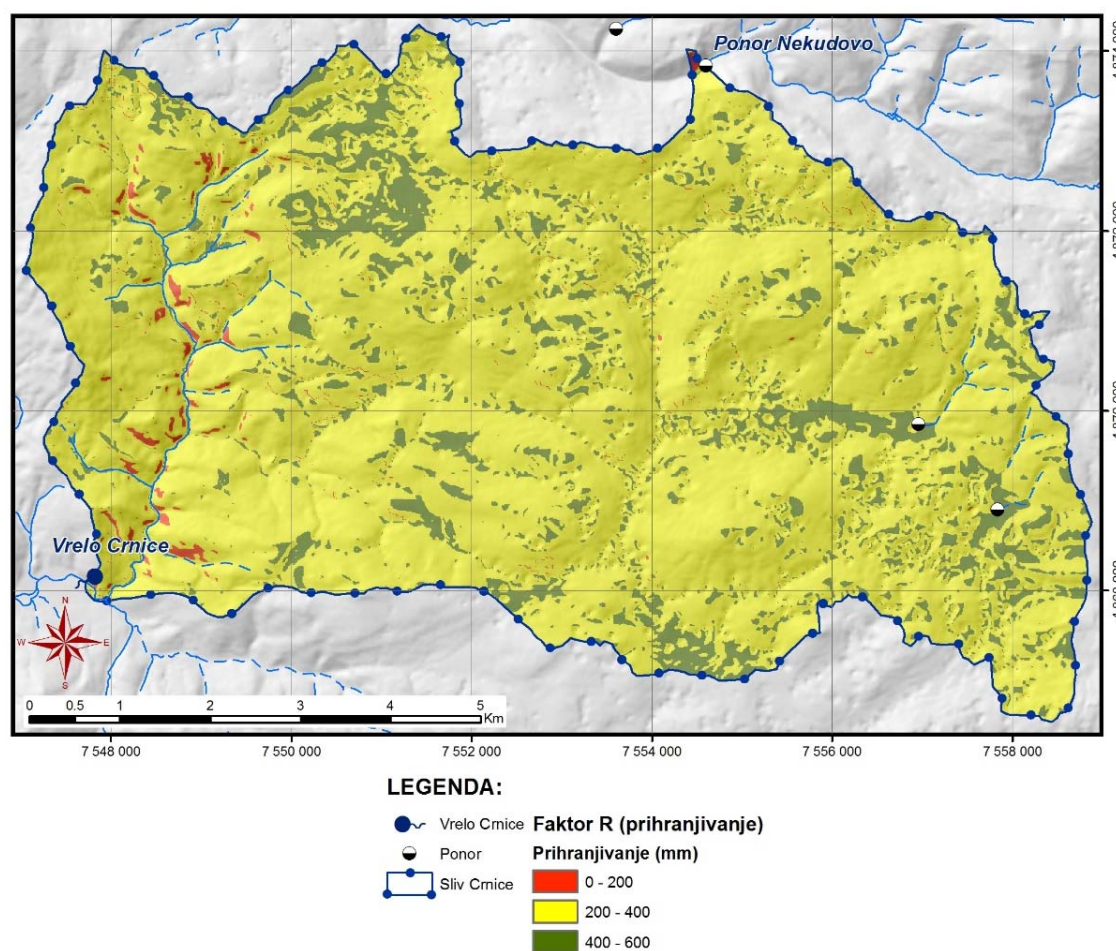 Ponor Nekudovo
Vrelo Crnice
N
W
E
S
0 0.5 1 2 3 4 5
Km
7 548 000
7 550 000
7 552 000
7 554 000
7 556 000
7 558 000
LEGENDA:
Vrelo Crnice
Ponor
Sliv Crnice
Faktor R (prihranjivanje)
Prihranjivanje (mm)
0 - 200
200 - 400
400 - 600